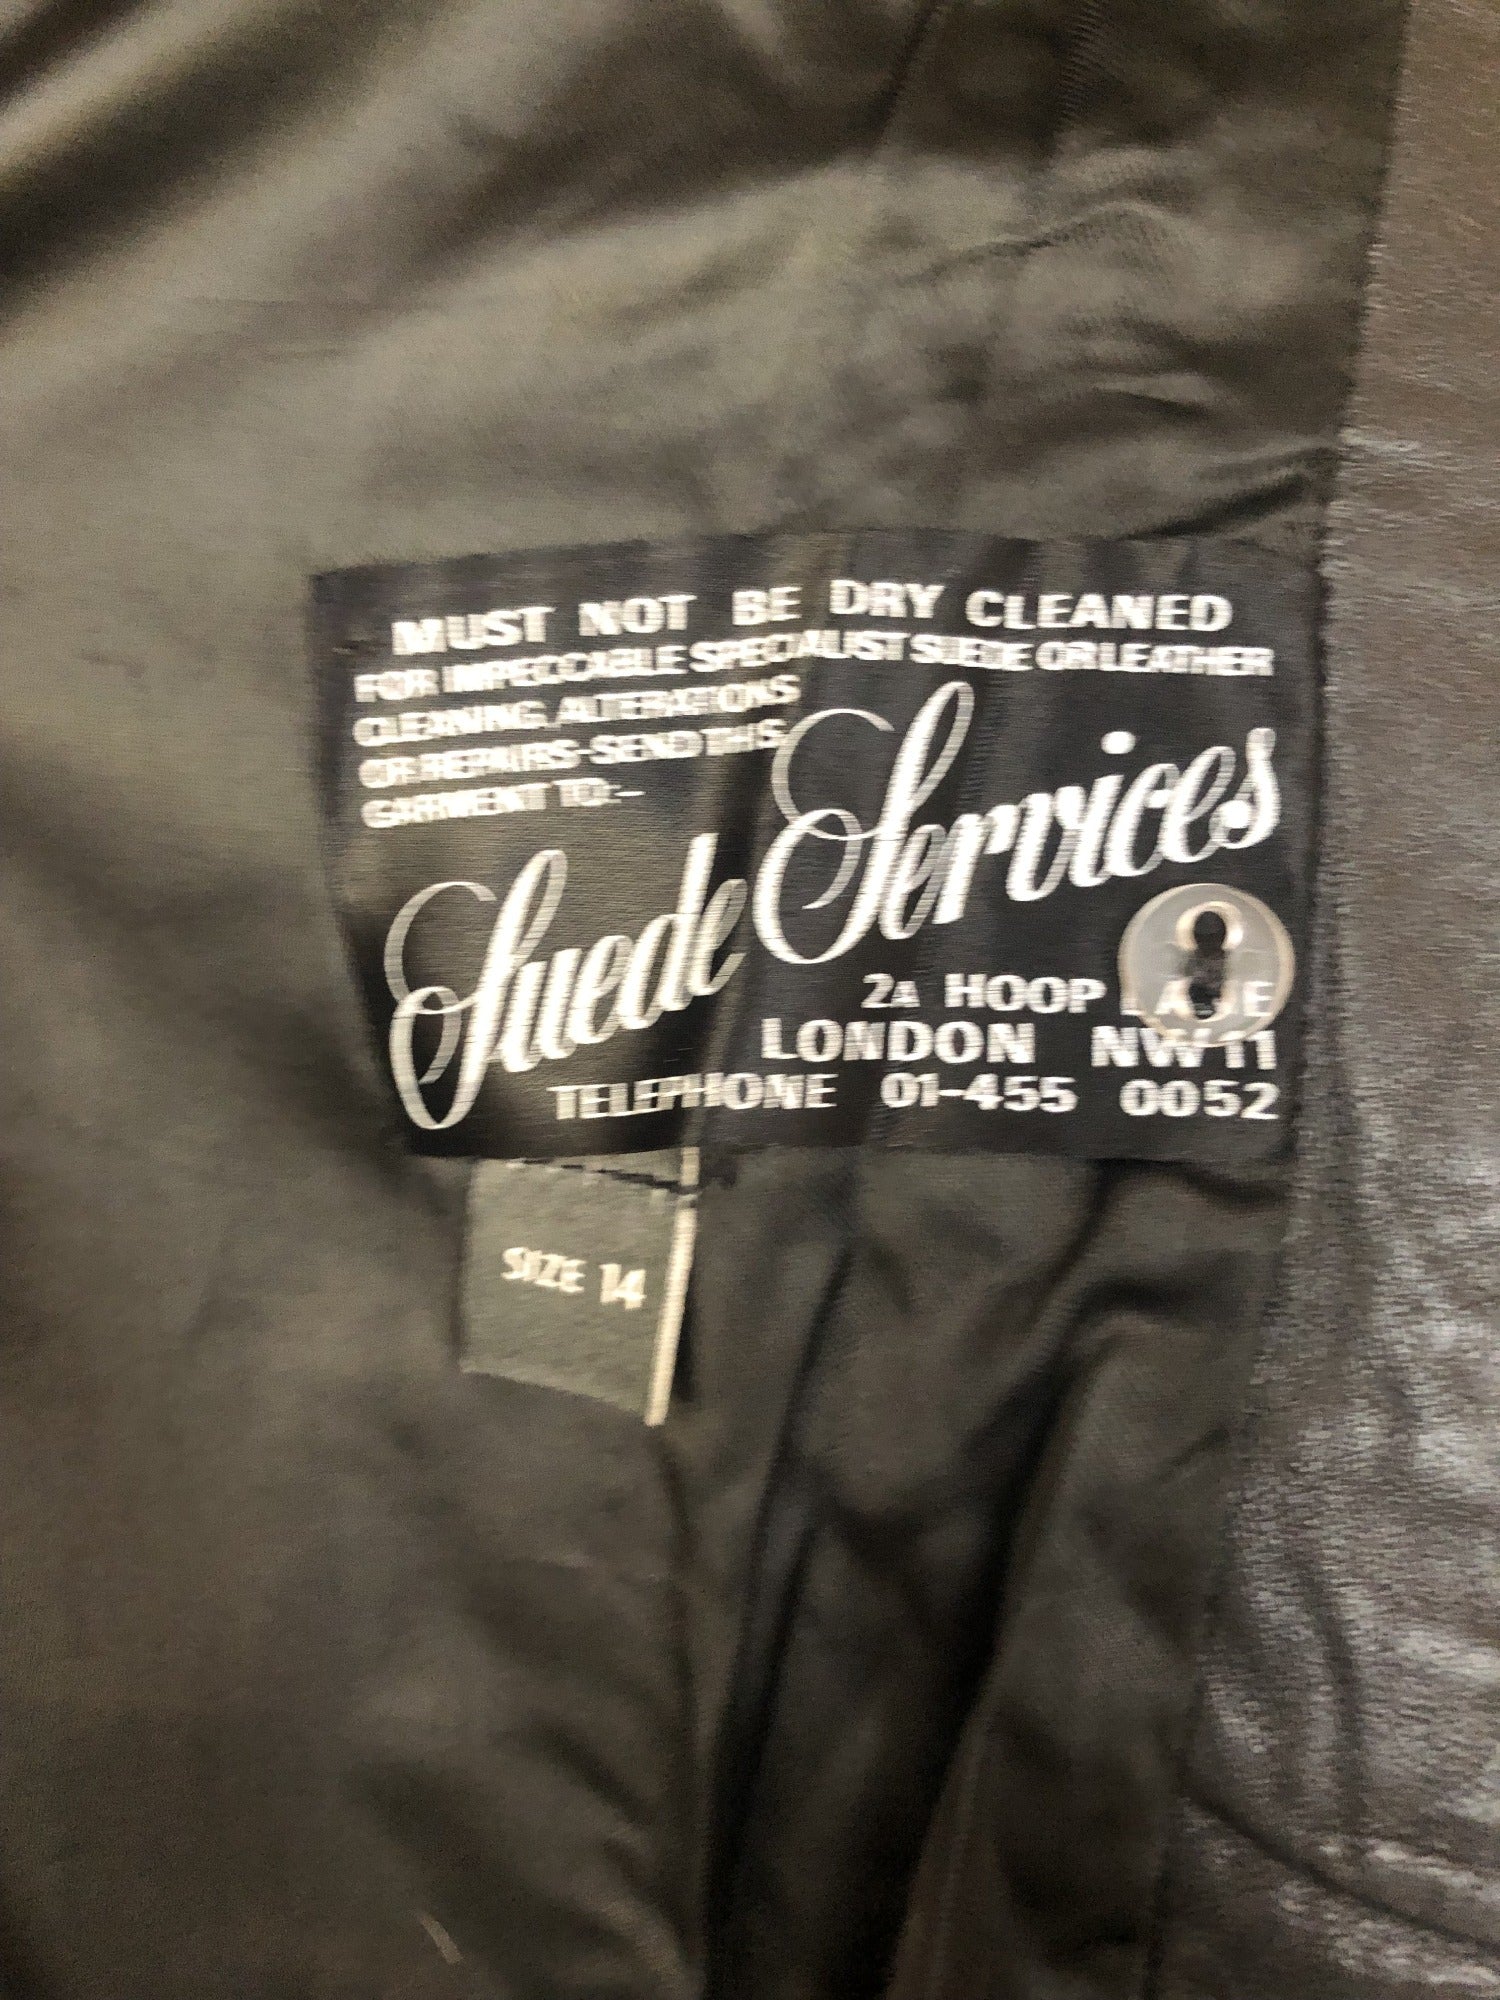 MUST NOT BE DRY CLEANED
FOR IMPECCABLE SPECIALIST SUEDE OR LEATHER
CLEANING, ALTERATIONS
OR REPAIRS-SEND THIS
GARMENT TO:-
Suede Services
2A HOOP LANE
LONDON NW11
TELEPHONE 01-455 0052
SIZE 14